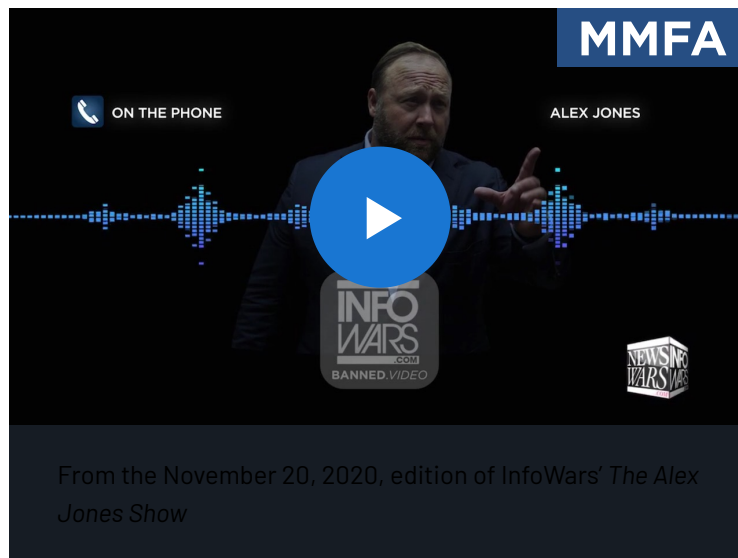 MMFA
ON THE PHONE
ALEX JONES
INFO
WARS
.COM
BANNED.VIDEO
NEWS INFO
WARS WARS
.COM
From the November 20, 2020, edition of InfoWars’ The Alex
Jones Show